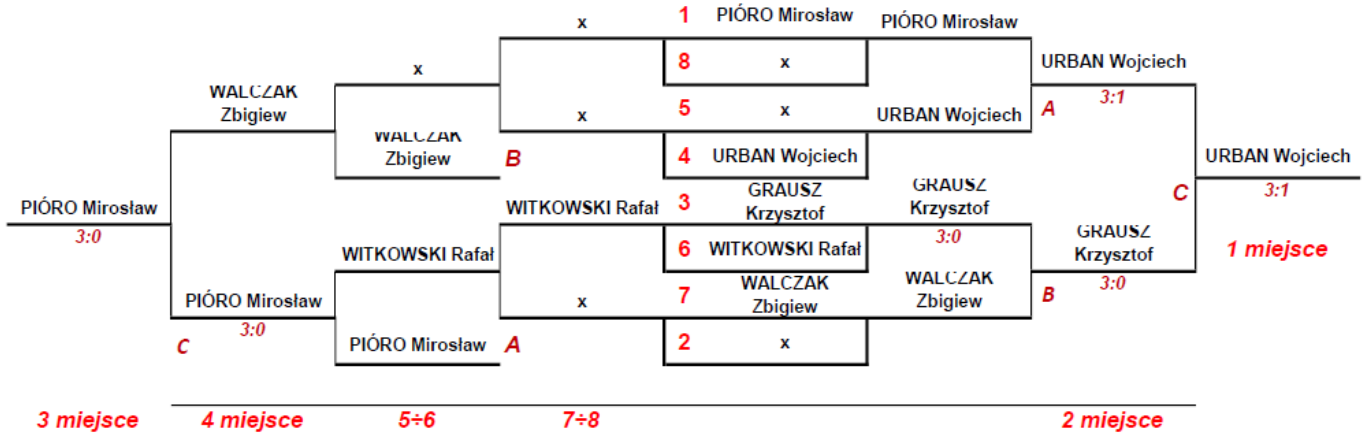 x 1 PIÓRO Mirosław PIÓRO Mirosław
x 8 x URBAN Wojciech
WALCZAK
Zbigiew
A 3:1
x 5 x URBAN Wojciech
WALCZAK
Zbigiew
B 4 URBAN Wojciech URBAN Wojciech
GRAUSZ
Krzysztof
GRAUSZ
Krzysztof
C 3:1
PIÓRO Mirosław WITKOWSKI Rafał 3
3:0 3:0
WITKOWSKI Rafał 6 WITKOWSKI Rafał GRAUSZ
Krzysztof
1 miejsce
WALCZAK
Zbigiew
WALCZAK
Zbigiew
B 3:0
PIÓRO Mirosław x 7
3:0
C PIÓRO Mirosław A 2 x
3 miejsce 4 miejsce 5÷6 7÷8 2 miejsce